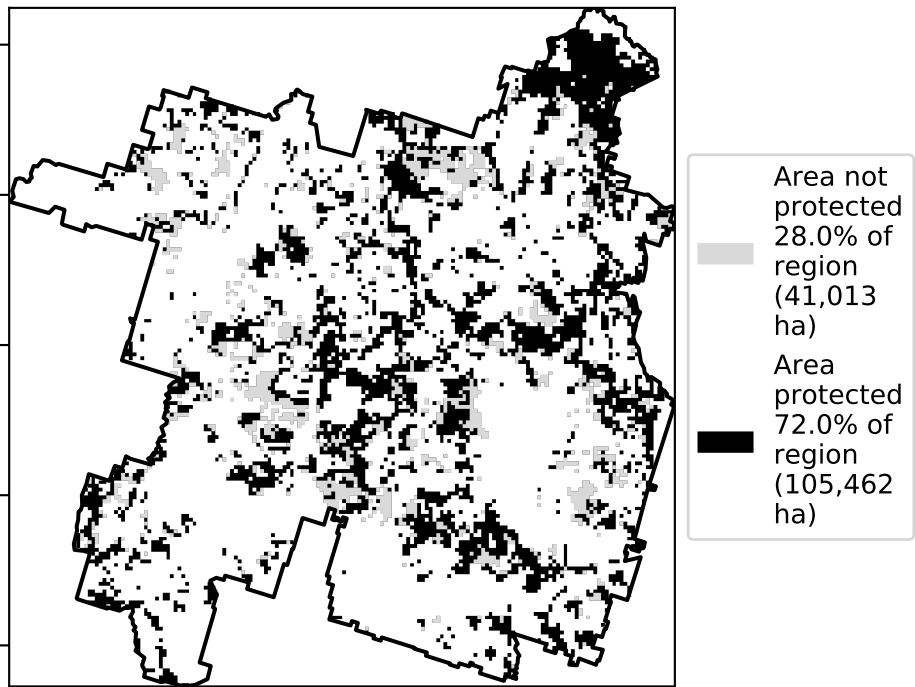 Area not
protected
28.0% of
region
(41,013
ha)
Area
protected
72.0% of
region
(105,462
ha)